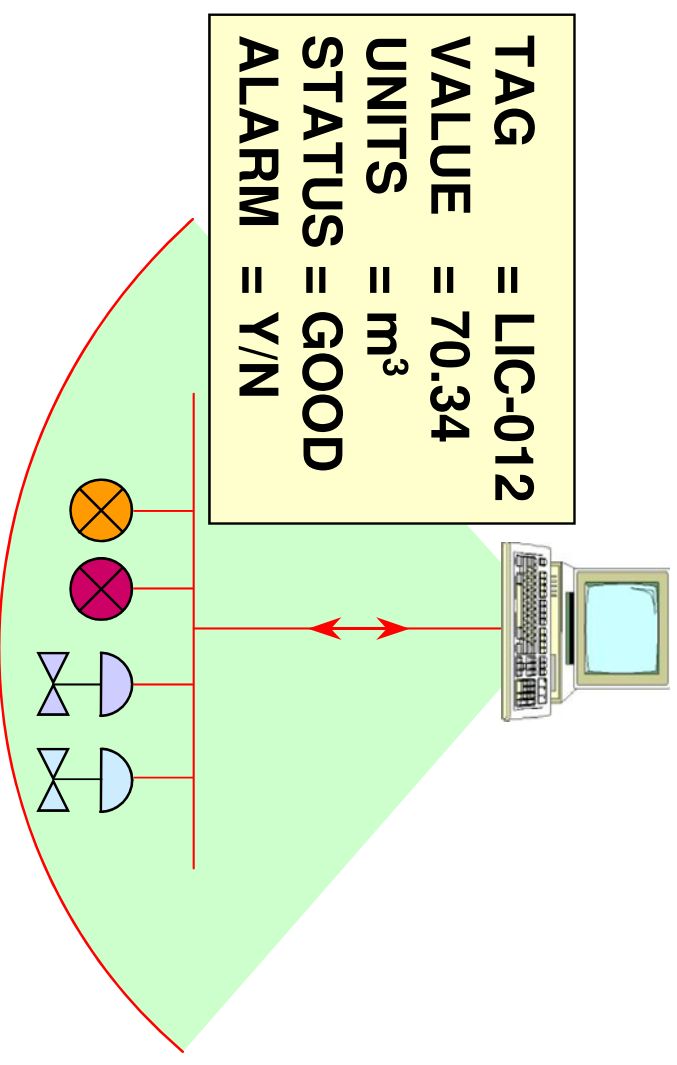 TAG = LIC-012
VALUE = 70.34
UNITS = m³
STATUS = GOOD
ALARM = Y/N